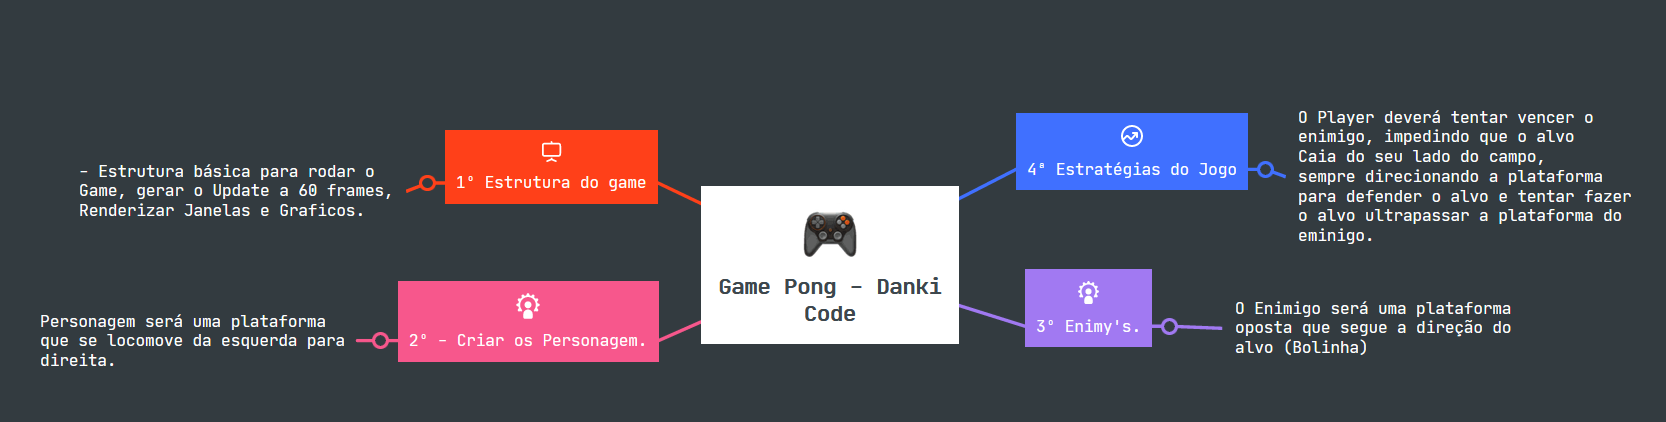 - Estrutura básica para rodar o
Game, gerar o Update a 60 frames,
Renderizar Janelas e Graficos.
1° Estrutura do game
Personagem será uma plataforma
que se locomove da esquerda para
direita.
2° - Criar os Personagem.
Game Pong - Danki
Code
4ª Estratégias do Jogo
O Player deverá tentar vencer o
enimigo, impedindo que o alvo
Caia do seu lado do campo,
sempre direcionando a plataforma
para defender o alvo e tentar fazer
o alvo ultrapassar a plataforma do
eminigo.
3° Enimy's.
O Enimigo será uma plataforma
oposta que segue a direção do
alvo (Bolinha)